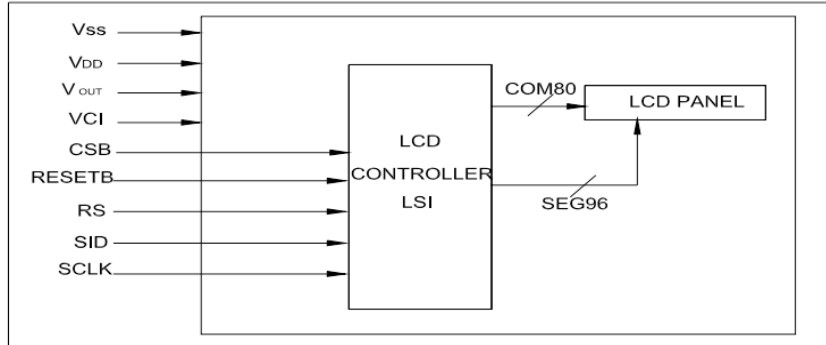 Vss
VDD
VOUT
VCI
CSB
RESETB
RS
SID
SCLK
LCD
CONTROLLER
LSI
COM80
SEG96
LCD PANEL